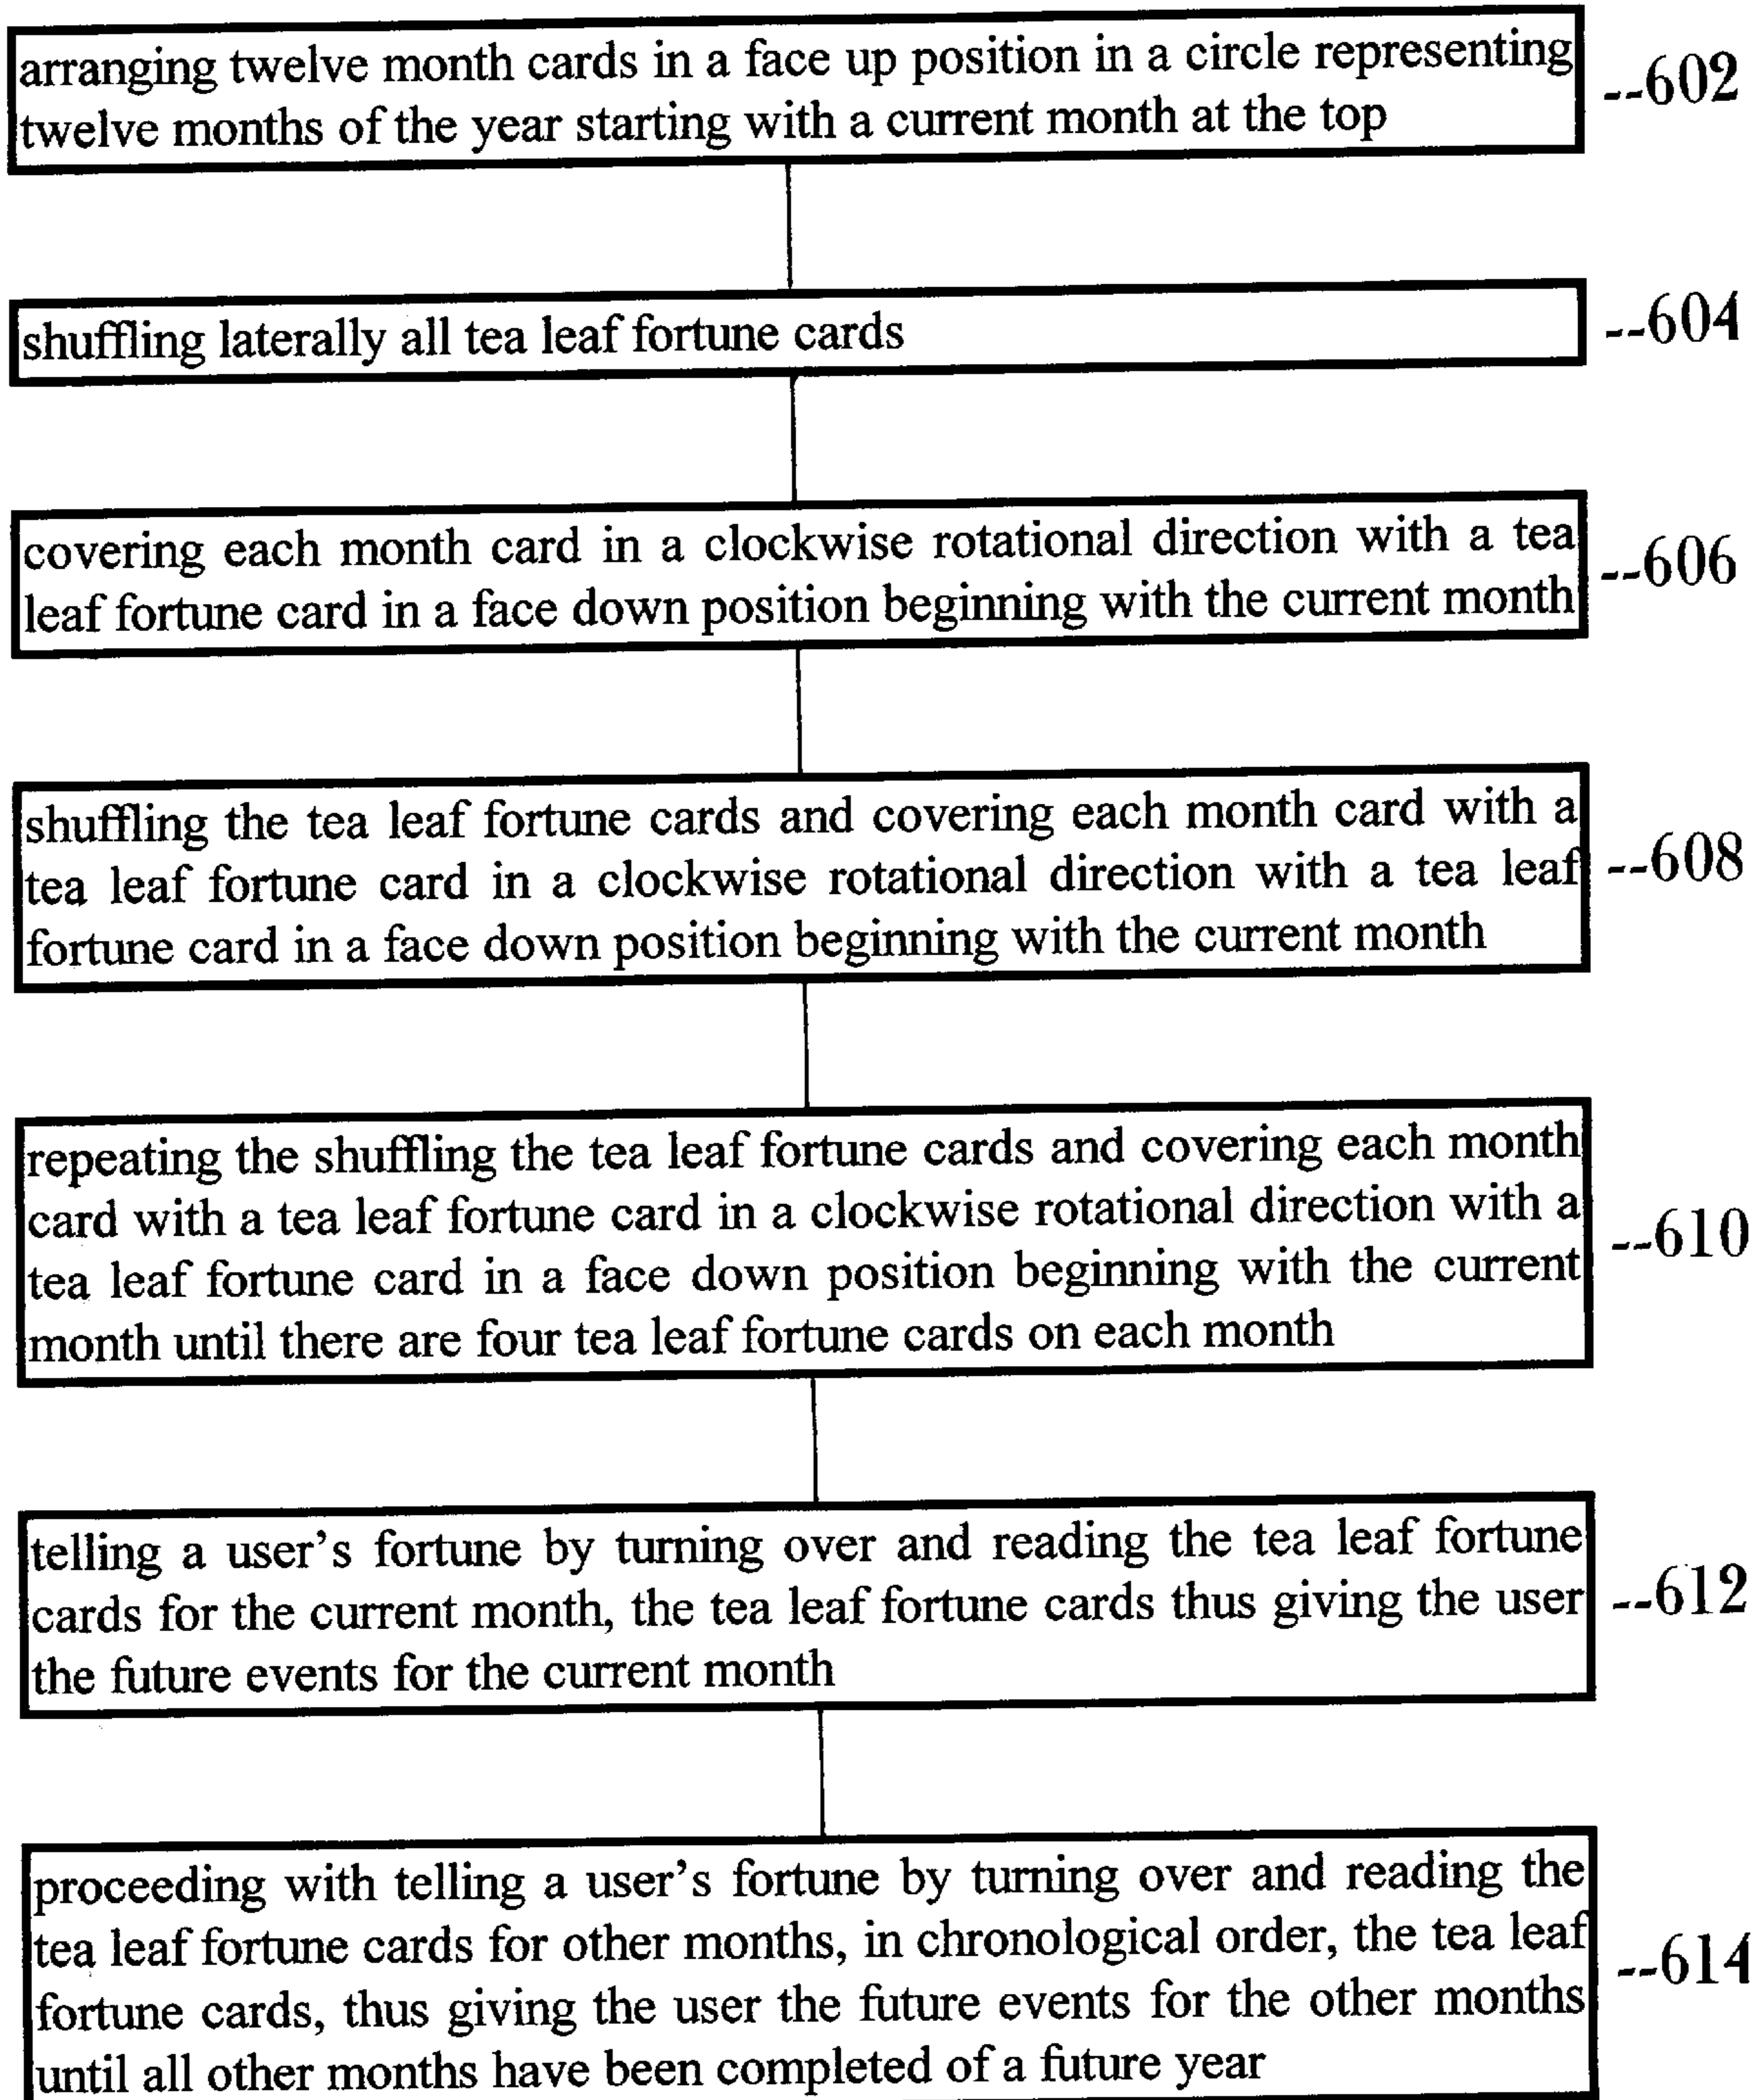 arranging twelve month cards in a face up position in a circle representing
twelve months of the year starting with a current month at the top
--602
shuffling laterally all tea leaf fortune cards
--604
covering each month card in a clockwise rotational direction with a tea
leaf fortune card in a face down position beginning with the current month
--606
shuffling the tea leaf fortune cards and covering each month card with a
tea leaf fortune card in a clockwise rotational direction with a tea leaf
fortune card in a face down position beginning with the current month
--608
repeating the shuffling the tea leaf fortune cards and covering each month
card with a tea leaf fortune card in a clockwise rotational direction with a
tea leaf fortune card in a face down position beginning with the current
month until there are four tea leaf fortune cards on each month
--610
telling a user's fortune by turning over and reading the tea leaf fortune
cards for the current month, the tea leaf fortune cards thus giving the user
the future events for the current month
--612
proceeding with telling a user's fortune by turning over and reading the
tea leaf fortune cards for other months, in chronological order, the tea leaf
fortune cards, thus giving the user the future events for the other months
until all other months have been completed of a future year
--614